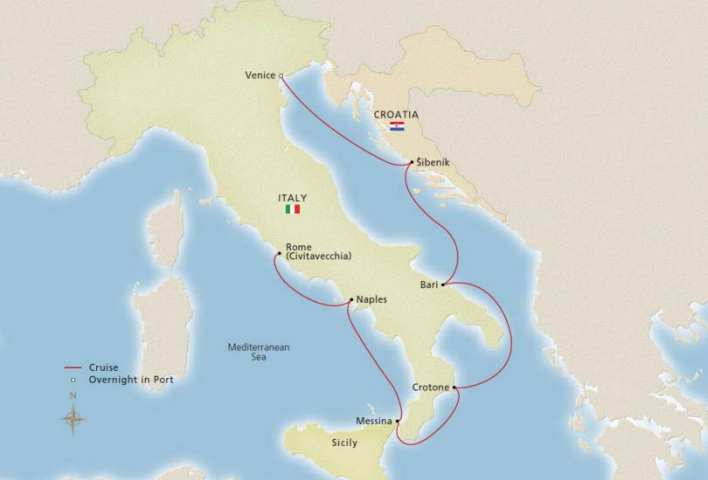 Venice
CROATIA
Šibenik
ITALY
Rome
(Civitavecchia)
Bari
Naples
Mediterranean
Sea
Cruise
Overnight in Port
N
Crotone
Messina
Sicily